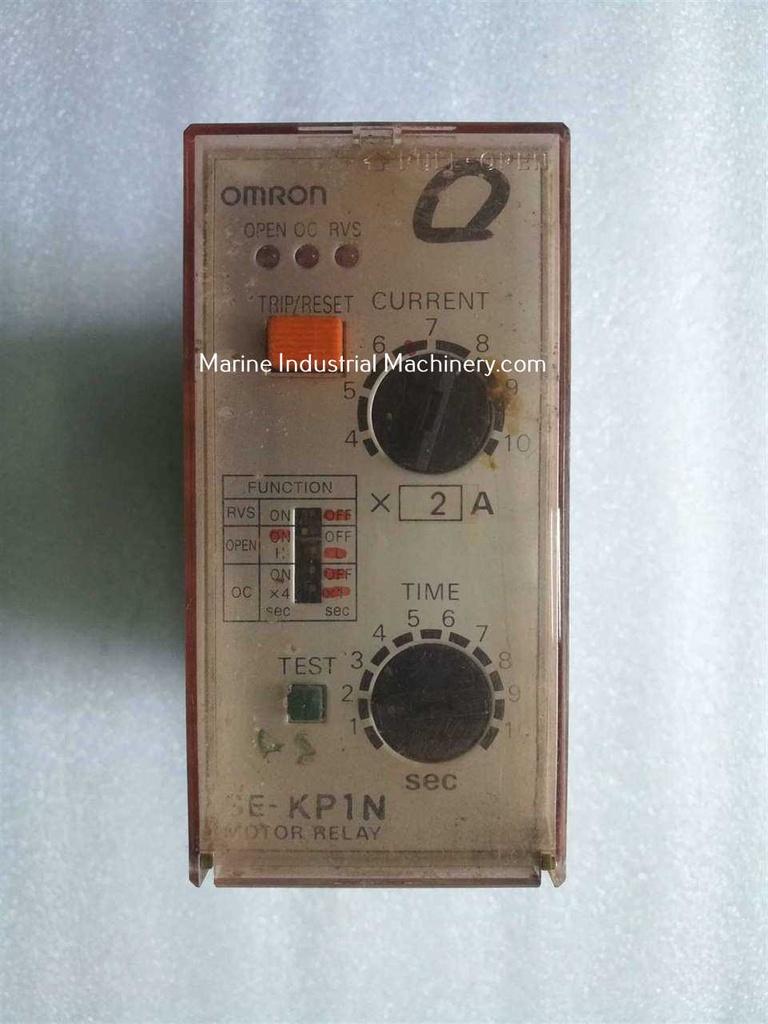 PULL-OPEN
OMRON
OPEN OC RVS
TRIP/RESET
CURRENT
4 5 6 7 8 9 10
Marine Industrial Machinery.com
× 2 A
FUNCTION
RVS ON OFF
OPEN ON OFF
H L
OC ON OFF
×4 ×1
sec sec
TIME
1 2 3 4 5 6 7 8 9 1
sec
TEST
SE-KP1N
MOTOR RELAY